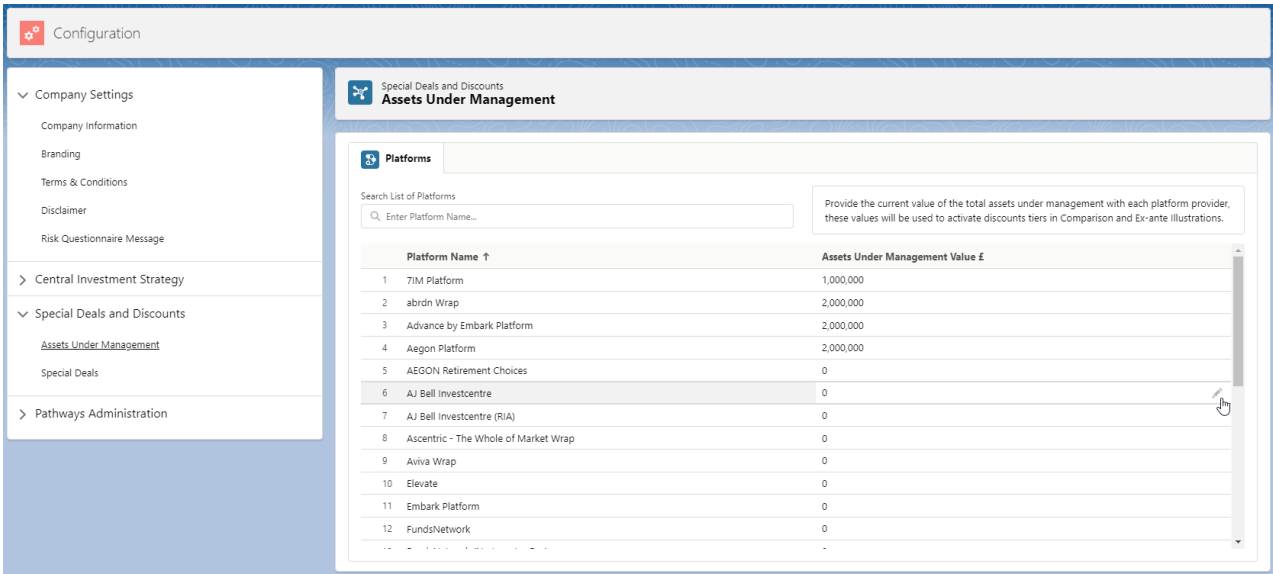 Configuration
Company Settings
Company Information
Branding
Terms & Conditions
Disclaimer
Risk Questionnaire Message
Central Investment Strategy
Special Deals and Discounts
Assets Under Management
Special Deals
Pathways Administration
Special Deals and Discounts
Assets Under Management
Platforms
Search List of Platforms
Enter Platform Name...
Provide the current value of the total assets under management with each platform provider,
these values will be used to activate discounts tiers in Comparison and Ex-ante Illustrations.
Platform Name ↑ Assets Under Management Value £
1 7IM Platform 1,000,000
2 abrdn Wrap 2,000,000
3 Advance by Embark Platform 2,000,000
4 Aegon Platform 2,000,000
5 AEGON Retirement Choices 0
6 AJ Bell Investcentre 0
7 AJ Bell Investcentre (RIA) 0
8 Ascentric - The Whole of Market Wrap 0
9 Aviva Wrap 0
10 Elevate 0
11 Embark Platform 0
12 FundsNetwork 0